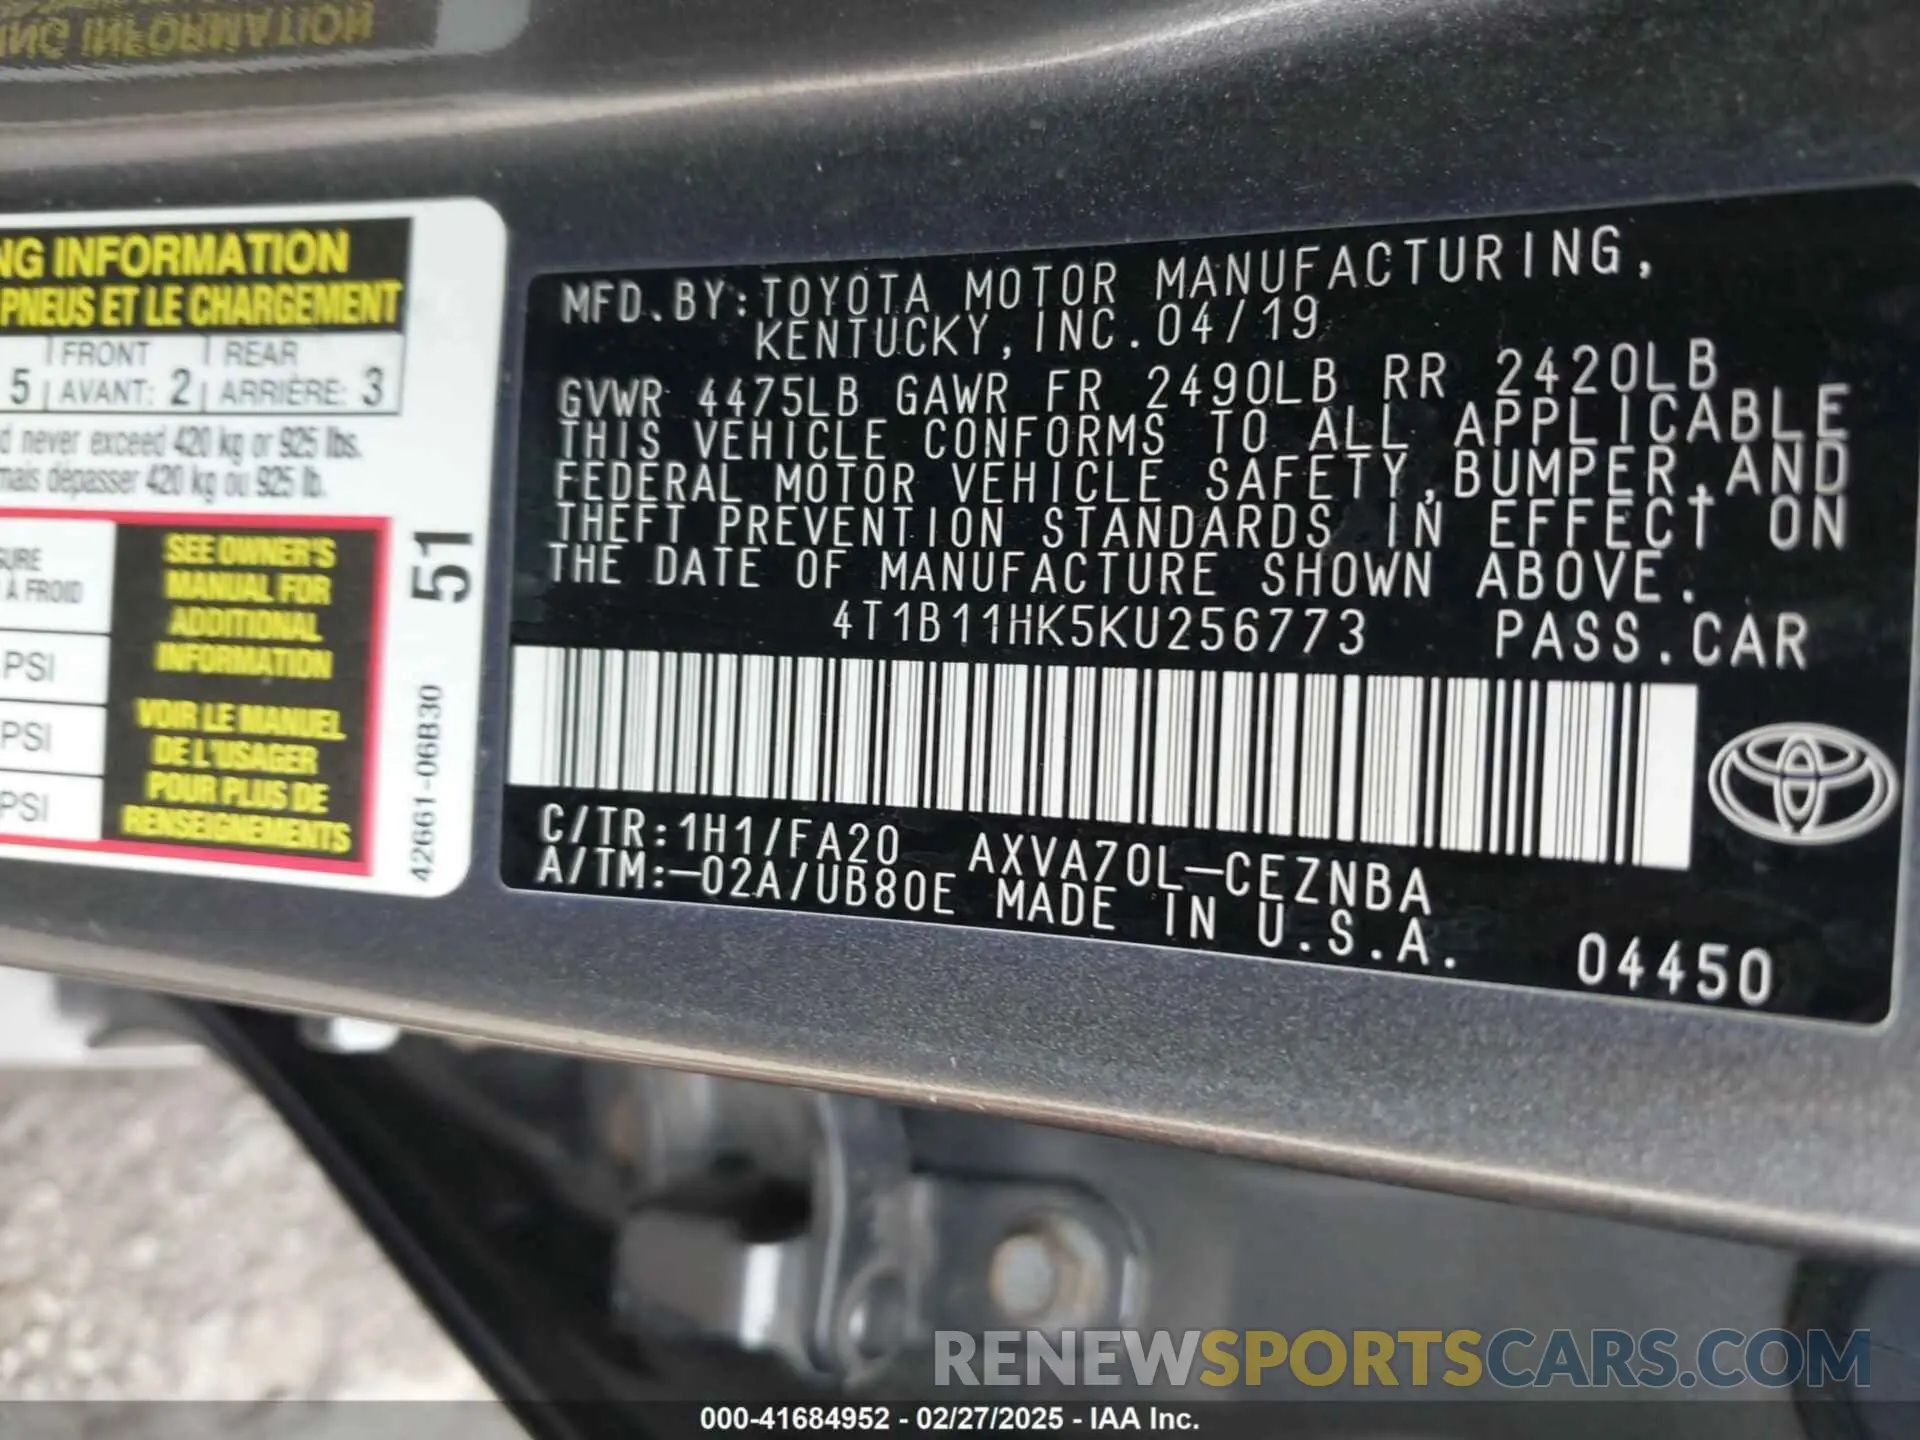 NG INFORMATION
PNEUS ET LE CHARGEMENT
5 FRONT AVANT: 2 REAR ARRIÈRE: 3
never exceed 420 kg or 925 lbs.
mais dépasser 420 kg ou 925 lb.
À FROID
PSI
PSI
PSI
SEE OWNER'S
MANUAL FOR
ADDITIONAL
INFORMATION
VOIR LE MANUEL
DE L'USAGER
POUR PLUS DE
RENSEIGNEMENTS
51
42661-06B30
MFD.BY:TOYOTA MOTOR MANUFACTURING,
KENTUCKY,INC.04/19
GVWR 4475LB GAWR FR 2490LB RR 2420LB
THIS VEHICLE CONFORMS TO ALL APPLICABLE
FEDERAL MOTOR VEHICLE SAFETY,BUMPER,AND
THEFT PREVENTION STANDARDS IN EFFECT ON
THE DATE OF MANUFACTURE SHOWN ABOVE.
4T1B11HK5KU256773 PASS.CAR
C/TR:1H1/FA20 AXVA70L-CEZNBA
A/TM:-02A/UB80E MADE IN U.S.A.
04450
RENEWSPORTSCARS.COM
000-41684952 - 02/27/2025 - IAA Inc.